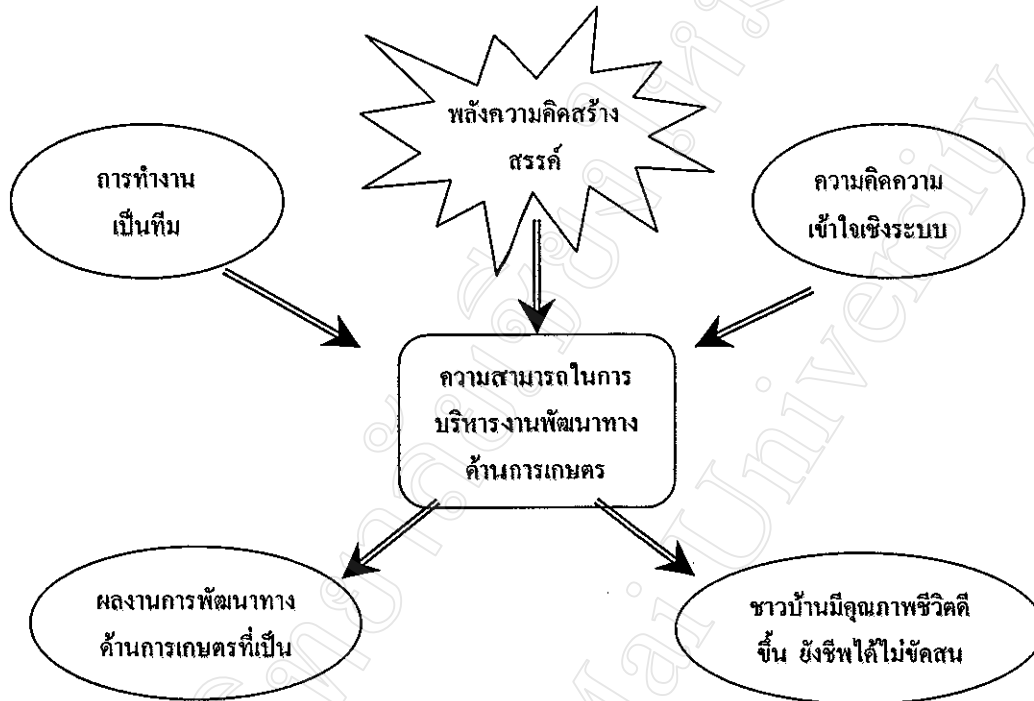 พลังความคิดสร้าง
สรรค์
การทำงาน
เป็นทีม
ความคิดความ
เข้าใจเชิงระบบ
ความสามารถในการ
บริหารงานพัฒนาทาง
ด้านการเกษตร
ผลงานการพัฒนาทาง
ด้านการเกษตรที่เป็น
ชาวบ้านมีคุณภาพชีวิตดี
ขึ้น ยังชีพได้ไม่ขัดสน
Mai University